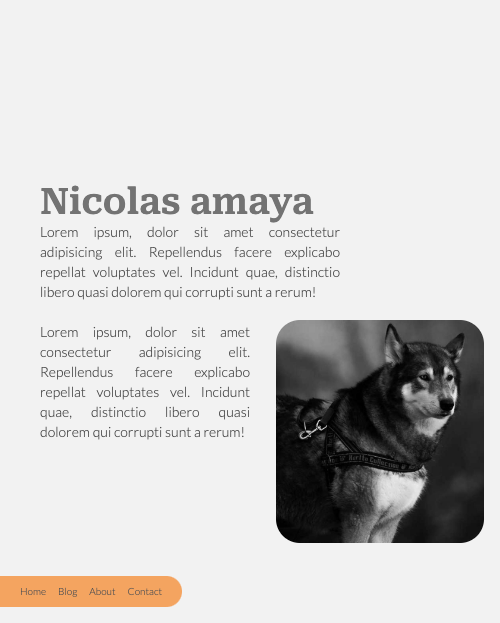 Nicolas amaya
Lorem ipsum, dolor sit amet consectetur
adipisicing elit. Repellendus facere explicabo
repellat voluptates vel. Incidunt quae, distinctio
libero quasi dolorem qui corrupti sunt a rerum!
Lorem ipsum, dolor sit amet
consectetur adipisicing elit.
Repellendus facere explicabo
repellat voluptates vel. Incidunt
quae, distinctio libero quasi
dolorem qui corrupti sunt a rerum!
Home Blog About Contact